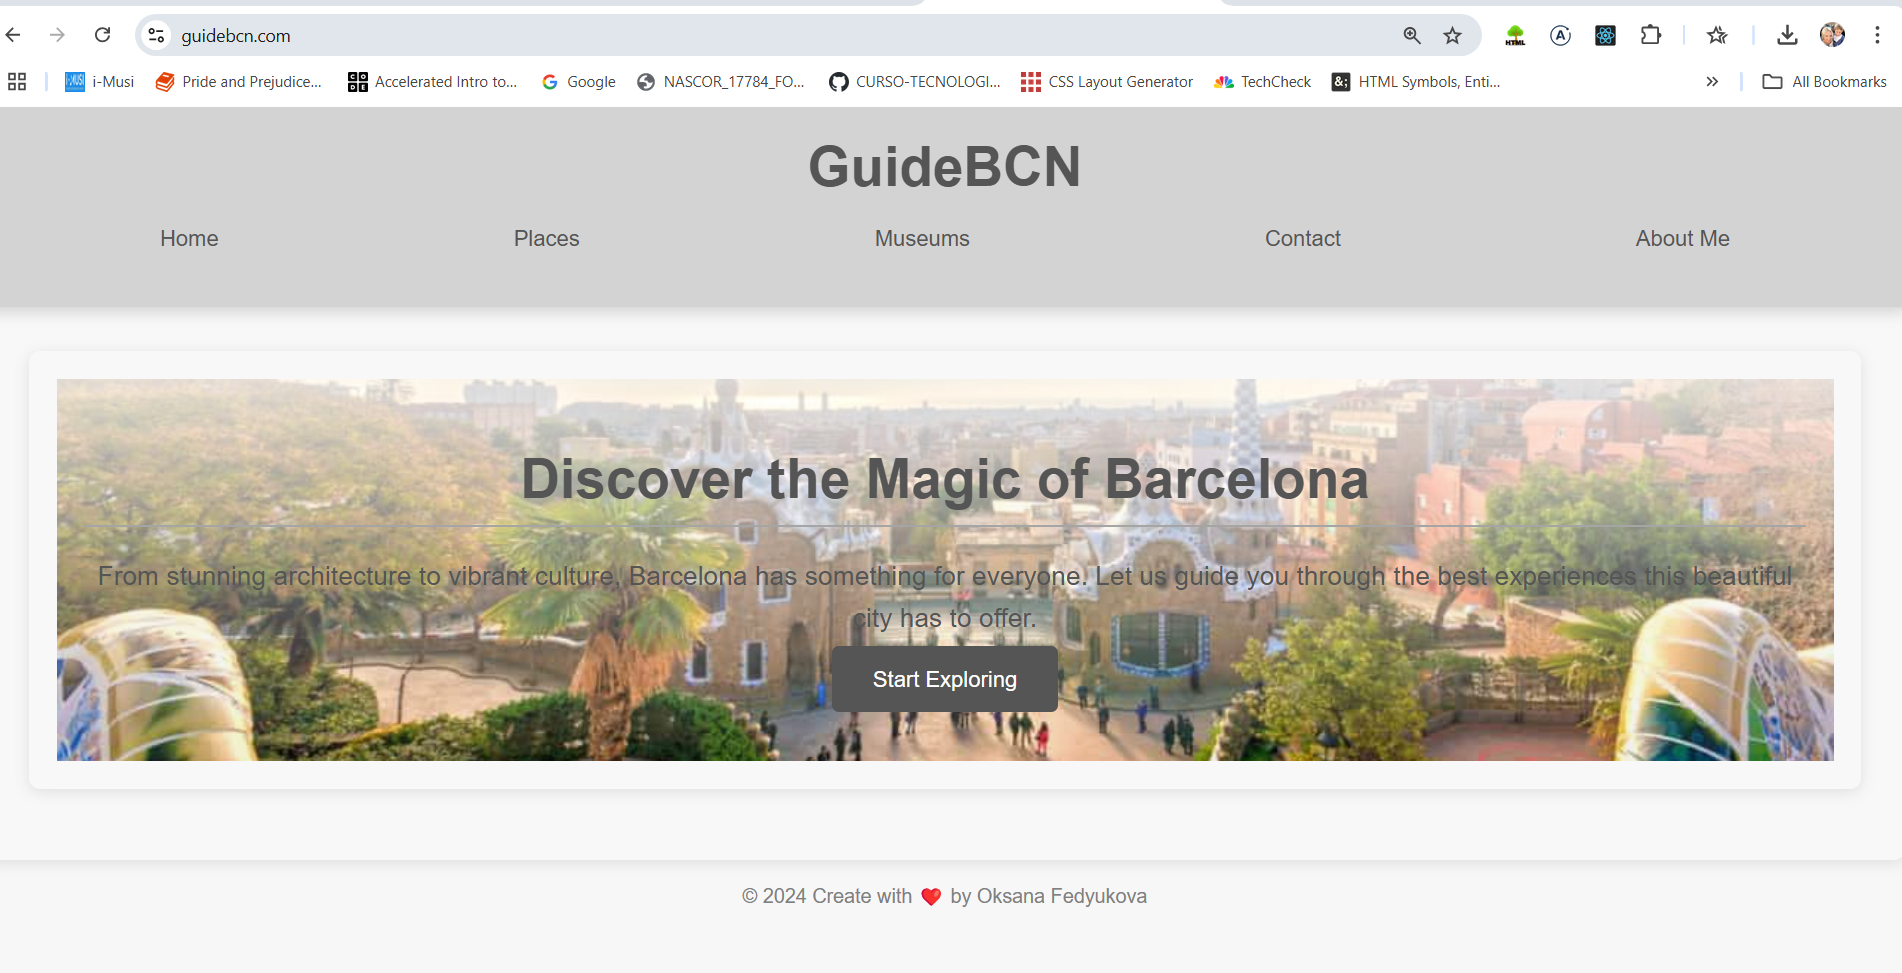 guidebcn.com
i-Musi
Pride and Prejudice...
CODE
Accelerated Intro to...
Google
NASCOR_17784_FO...
CURSO-TECNOLOGI...
CSS Layout Generator
TechCheck
&;
HTML Symbols, Enti...
»
All Bookmarks
GuideBCN
Home
Places
Museums
Contact
About Me
Discover the Magic of Barcelona
From stunning architecture to vibrant culture, Barcelona has something for everyone. Let us guide you through the best experiences this beautiful
city has to offer.
Start Exploring
© 2024 Create with ❤️ by Oksana Fedyukova